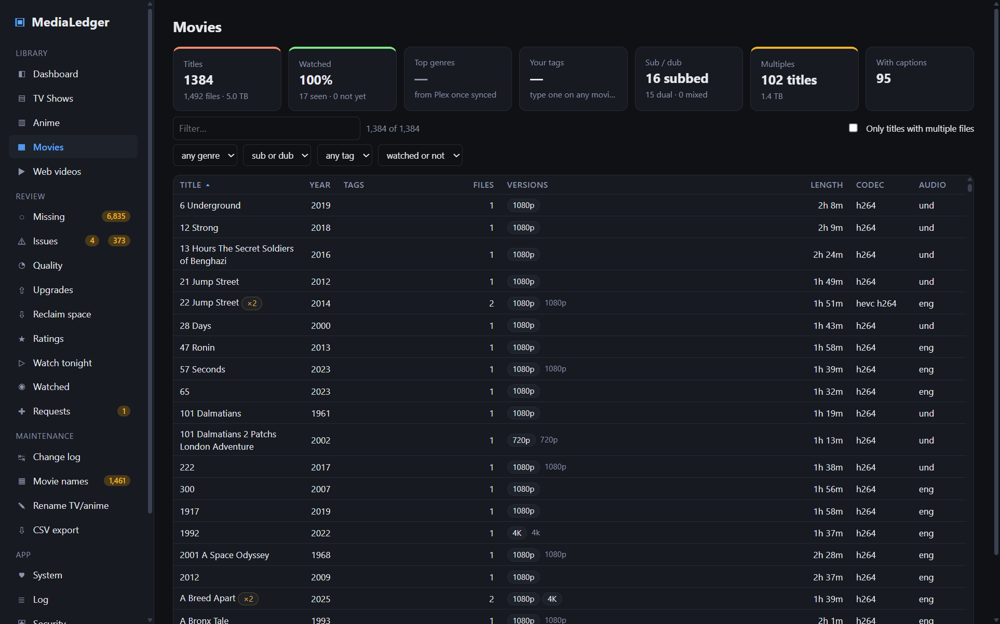 MediaLedger
LIBRARY
Dashboard
TV Shows
Anime
Movies
Web videos
REVIEW
Missing 6,835
Issues 4 373
Quality
Upgrades
Reclaim space
Ratings
Watch tonight
Watched
Requests 1
MAINTENANCE
Change log
Movie names 1,461
Rename TV/anime
CSV export
APP
System
Log
Security
Movies
Titles
1384
1,492 files · 5.0 TB
Watched
100%
17 seen · 0 not yet
Top genres
—
from Plex once synced
Your tags
—
type one on any movi...
Sub / dub
16 subbed
15 dual · 0 mixed
Multiples
102 titles
1.4 TB
With captions
95
Filter... 1,384 of 1,384 Only titles with multiple files
any genre sub or dub any tag watched or not
TITLE YEAR TAGS FILES VERSIONS LENGTH CODEC AUDIO
6 Underground 2019 1 1080p 2h 8m h264 und
12 Strong 2018 1 1080p 2h 9m h264 und
13 Hours The Secret Soldiers
of Benghazi 2016 1 1080p 2h 24m h264 und
21 Jump Street 2012 1 1080p 1h 49m h264 und
22 Jump Street ×2 2014 2 1080p 1080p 1h 51m hevc h264 eng
28 Days 2000 1 1080p 1h 43m h264 und
47 Ronin 2013 1 1080p 1h 58m h264 eng
57 Seconds 2023 1 1080p 1080p 1h 39m h264 eng
65 2023 1 1080p 1h 32m h264 eng
101 Dalmatians 1961 1 1080p 1h 19m h264 und
101 Dalmatians 2 Patchs
London Adventure 2002 1 720p 720p 1h 13m h264 und
222 2017 1 1080p 1080p 1h 38m h264 und
300 2007 1 1080p 1h 56m h264 eng
1917 2019 1 1080p 1h 58m h264 eng
1992 2022 1 4K 4k 1h 37m h264 eng
2001 A Space Odyssey 1968 1 1080p 1080p 2h 28m h264 eng
2012 2009 1 1080p 2h 37m h264 eng
A Breed Apart ×2 2025 2 1080p 4K 1h 39m h264 eng
A Bronx Tale 1993 1 1080p 1080p 2h 1m h264 eng